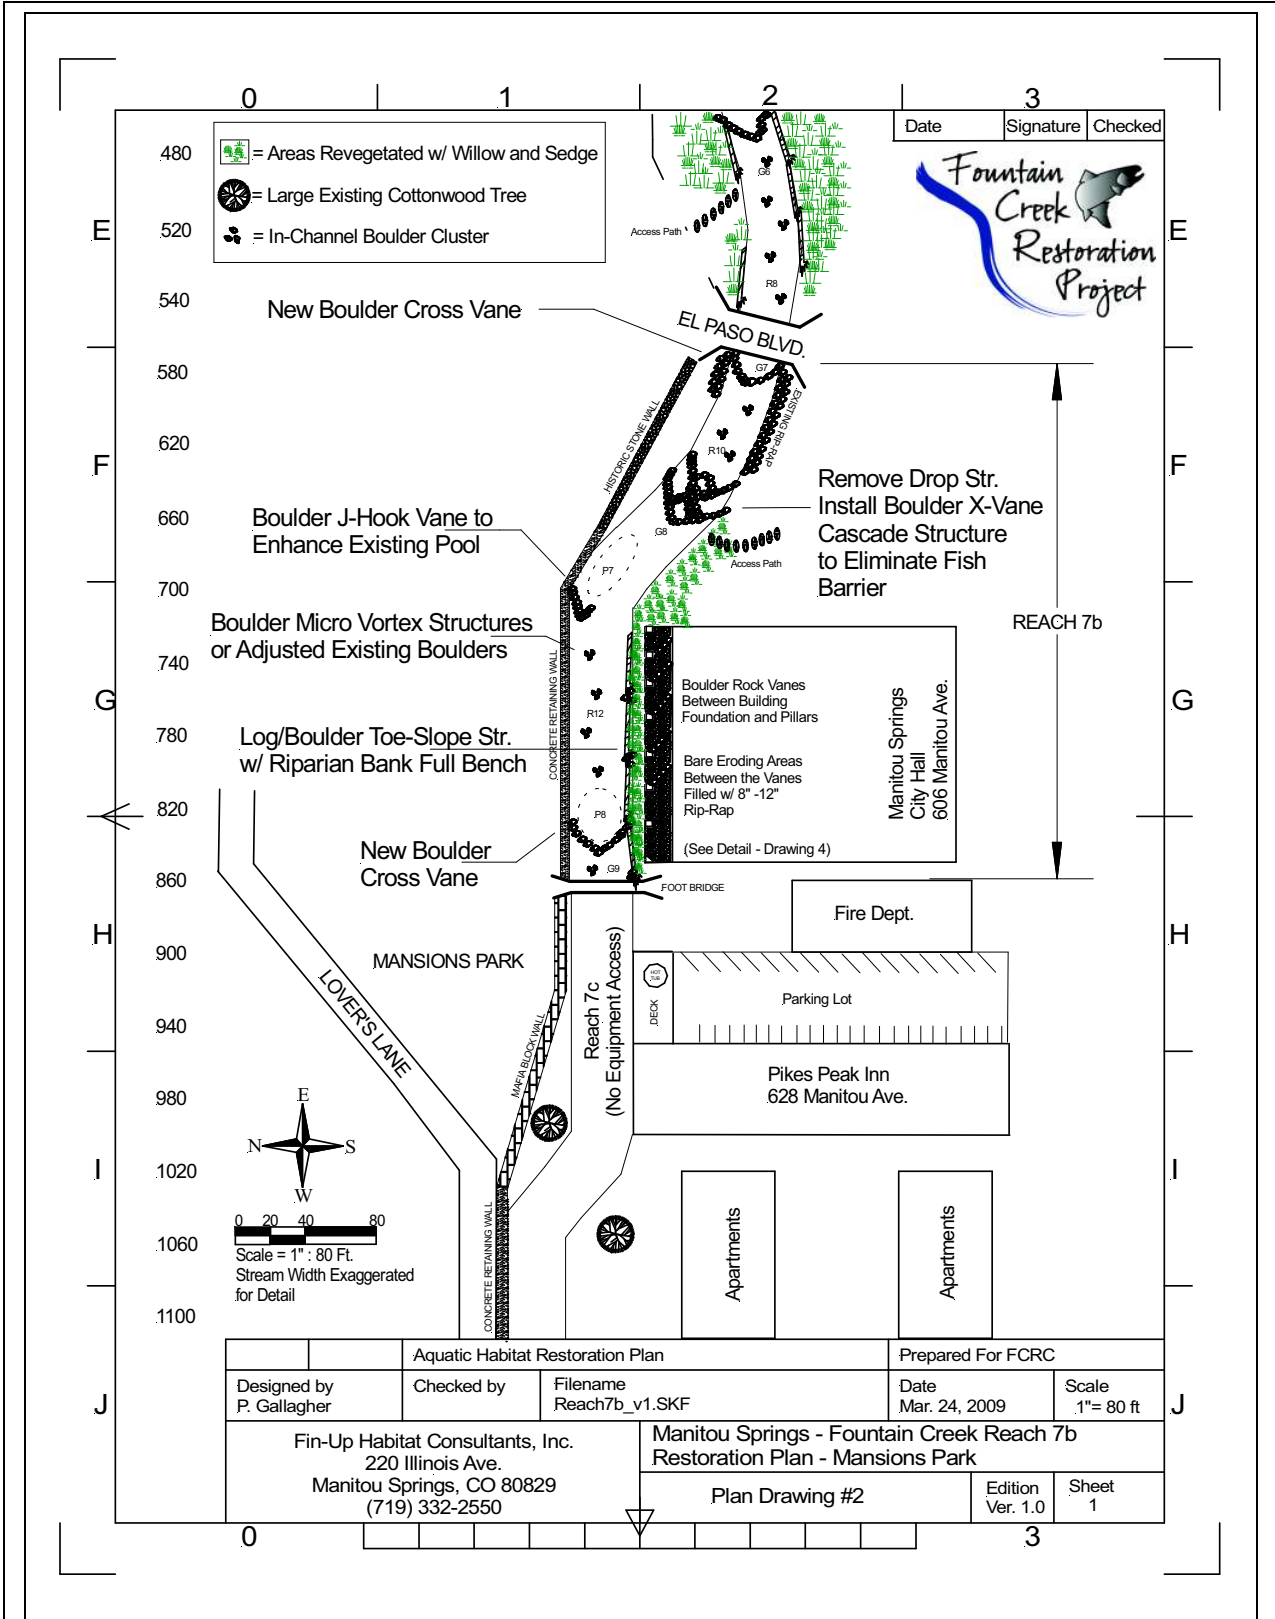 0 1 2 3
Date Signature Checked
= Areas Revegetated w/ Willow and Sedge
= Large Existing Cottonwood Tree
= In-Channel Boulder Cluster
Fountain
Creek
Restoration
Project
480
520
540
580
620
660
700
740
780
820
860
900
940
980
1020
1060
1100
E
F
G
H
I
J
E
F
G
H
I
J
G6
Access Path
R8
New Boulder Cross Vane
EL PASO BLVD.
G7
HISTORIC STONE WALL
EXISTING RIP-RAP
R10
Remove Drop Str.
Install Boulder X-Vane
Cascade Structure
to Eliminate Fish
Barrier
Boulder J-Hook Vane to
Enhance Existing Pool
G8
P7
Access Path
REACH 7b
Boulder Micro Vortex Structures
or Adjusted Existing Boulders
CONCRETE RETAINING WALL
R12
Boulder Rock Vanes
Between Building
Foundation and Pillars
Bare Eroding Areas
Between the Vanes
Filled w/ 8" -12"
Rip-Rap
(See Detail - Drawing 4)
Manitou Springs
City Hall
606 Manitou Ave.
Log/Boulder Toe-Slope Str.
w/ Riparian Bank Full Bench
P8
New Boulder
Cross Vane
G9
FOOT BRIDGE
Fire Dept.
MANSIONS PARK
LOVER'S LANE
MAFIA BLOCK WALL
Reach 7c
(No Equipment Access)
HOT
TUB
DECK
Parking Lot
Pikes Peak Inn
628 Manitou Ave.
E
N S
W
0 20 40 80
Scale = 1" : 80 Ft.
Stream Width Exaggerated
for Detail
CONCRETE RETAINING WALL
Apartments
Apartments
Aquatic Habitat Restoration Plan
Prepared For FCRC
Designed by
P. Gallagher
Checked by
Filename
Reach7b_v1.SKF
Date
Mar. 24, 2009
Scale
1"= 80 ft
Fin-Up Habitat Consultants, Inc.
220 Illinois Ave.
Manitou Springs, CO 80829
(719) 332-2550
Manitou Springs - Fountain Creek Reach 7b
Restoration Plan - Mansions Park
Plan Drawing #2
Edition
Ver. 1.0
Sheet
1
0 3